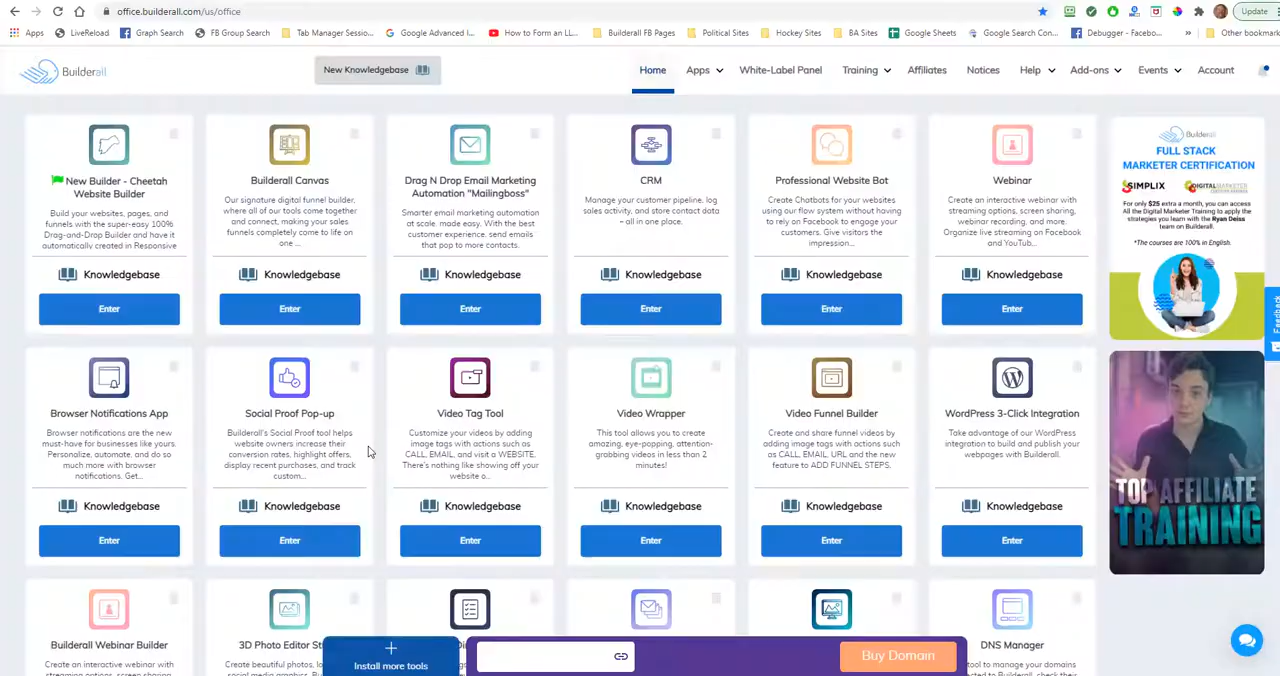 office.builderall.com/us/office
Update
Apps
LiveReload
Graph Search
FB Group Search
Tab Manager Sessio...
Google Advanced I...
How to Form an LL...
Builderall FB Pages
Political Sites
Hockey Sites
BA Sites
Google Sheets
Google Search Con...
Debugger - Facebo...
»
Other bookmark
Builderall
New Knowledgebase
Home
Apps
White-Label Panel
Training
Affiliates
Notices
Help
Add-ons
Events
Account
New Builder - Cheetah
Website Builder
Build your websites, pages, and
funnels with the super-easy 100%
Drag-and-Drop Builder and have
it automatically created in Responsive
Knowledgebase
Enter
Builderall Canvas
Our signature digital funnel builder,
where all of our tools come together
and connect, making your sales
funnels completely come to life on
one ...
Knowledgebase
Enter
Drag N Drop Email Marketing
Automation "Mailingboss"
Smarter email marketing automation
at scale, made easy. With the best
customer experience, send emails
that pop to more contacts.
Knowledgebase
Enter
CRM
Manage your customer pipeline, log
sales activity, and store contact data
– all in one place.
Knowledgebase
Enter
Professional Website Bot
Create Chatbots for your websites
using our flow system without having
to rely on Facebook to engage your
customers. Give visitors the
impression...
Knowledgebase
Enter
Webinar
Create an interactive webinar with
streaming options, screen sharing,
webinar recording, and more.
Organize live streaming on Facebook
and YouTube,...
Knowledgebase
Enter
Builderall
FULL STACK
MARKETER CERTIFICATION
SIMPLIX
DIGITALMARKETER
For only $25 extra a month, you can access
All the Digital Marketer Training to apply the
strategies you learn with the Ryan Deiss
team on Builderall.
*The courses are 100% in English.
Feedback
Browser Notifications App
Browser notifications are the new
must-have for businesses like yours.
Personalize, automate, and do so
much more with browser
notifications. Get...
Knowledgebase
Enter
Social Proof Pop-up
Builderall's Social Proof tool helps
website owners increase their
conversion rates, highlight offers,
display recent purchases, and track
custom...
Knowledgebase
Enter
Video Tag Tool
Customize your videos by adding
image tags with actions such as
CALL, EMAIL, and visit a WEBSITE.
There's nothing like showing off your
website o...
Knowledgebase
Enter
Video Wrapper
This tool allows you to create
amazing, eye-popping, attention-
grabbing videos in less than 2
minutes!
Knowledgebase
Enter
Video Funnel Builder
Create and share funnel videos by
adding image tags with actions such
as CALL, EMAIL, URL and the new
feature to ADD FUNNEL STEPS.
Knowledgebase
Enter
WordPress 3-Click Integration
Take advantage of our WordPress
integration to build and publish your
webpages with Builderall.
Knowledgebase
Enter
TOP AFFILIATE
TRAINING
Builderall Webinar Builder
Create an interactive webinar with
3D Photo Editor St
Create beautiful photos, lo
DNS Manager
tool to manage your domains
+
Install more tools
Buy Domain